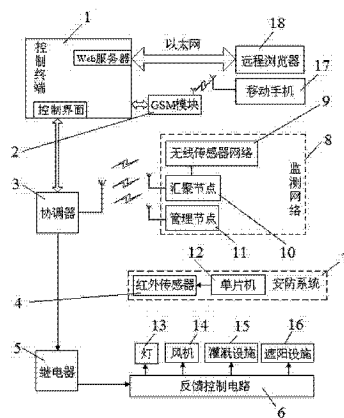 1
以太网
18
控制终端
Web服务器
远程浏览器
17
移动手机
GSM模块
控制界面
2
9
8
无线传感器网络
监测网络
3
协调器
汇聚节点
管理节点
11
10
12
红外传感器
单片机
安防系统
4
13
14
15
16
5
灯
风机
灌溉设施
遮阳设施
继电器
反馈控制电路
6